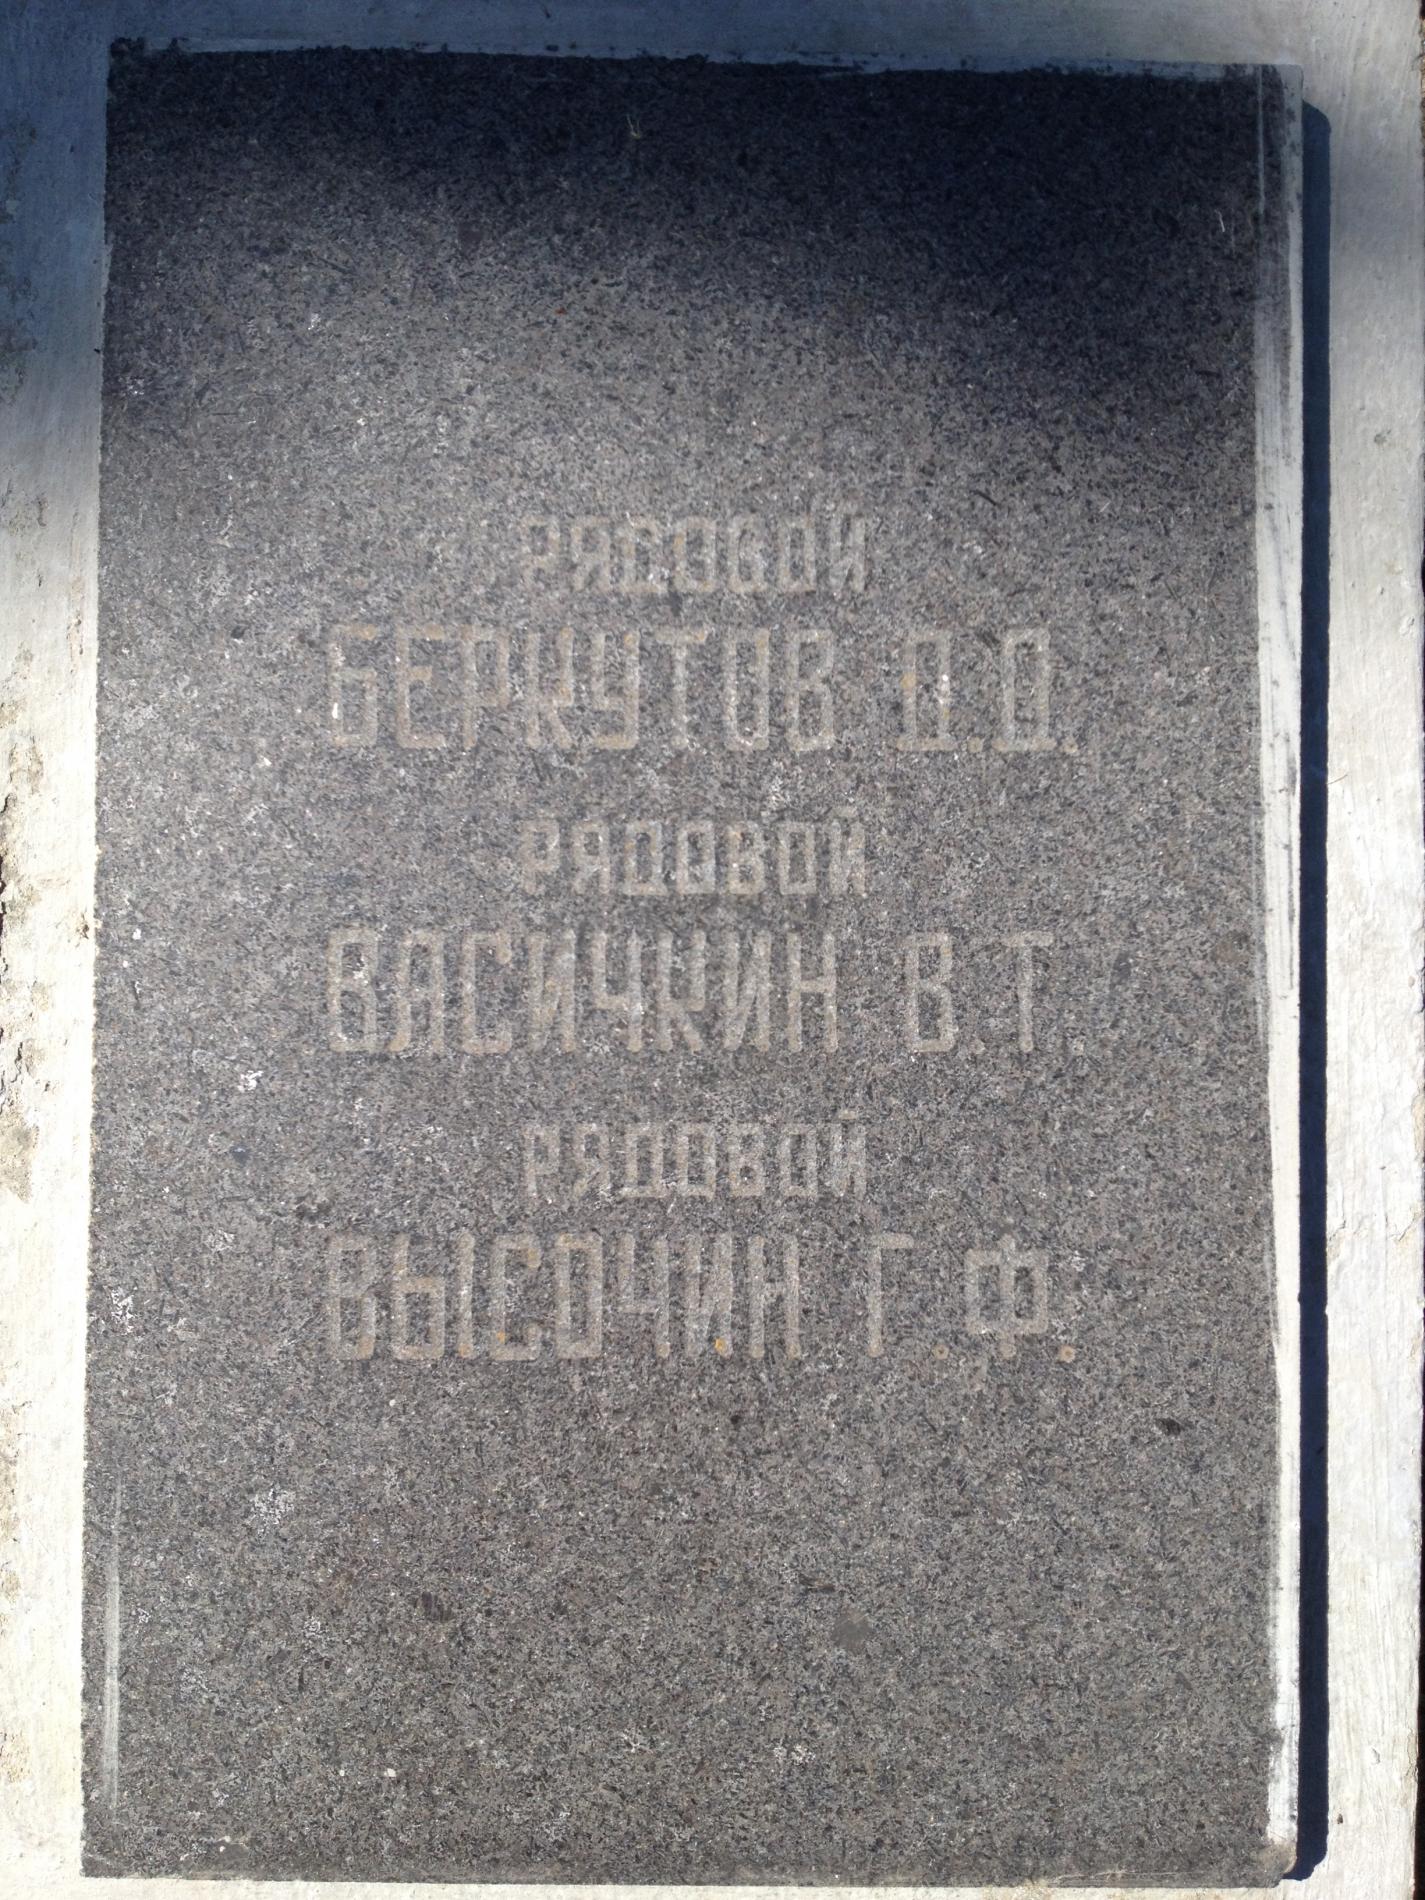 РЯДОВОЙ
БЕРКУТОВ Д.Д.
РЯДОВОЙ
ВАСИЧКИН В.Т.
РЯДОВОЙ
ВЫСОЧИН Г.Ф.